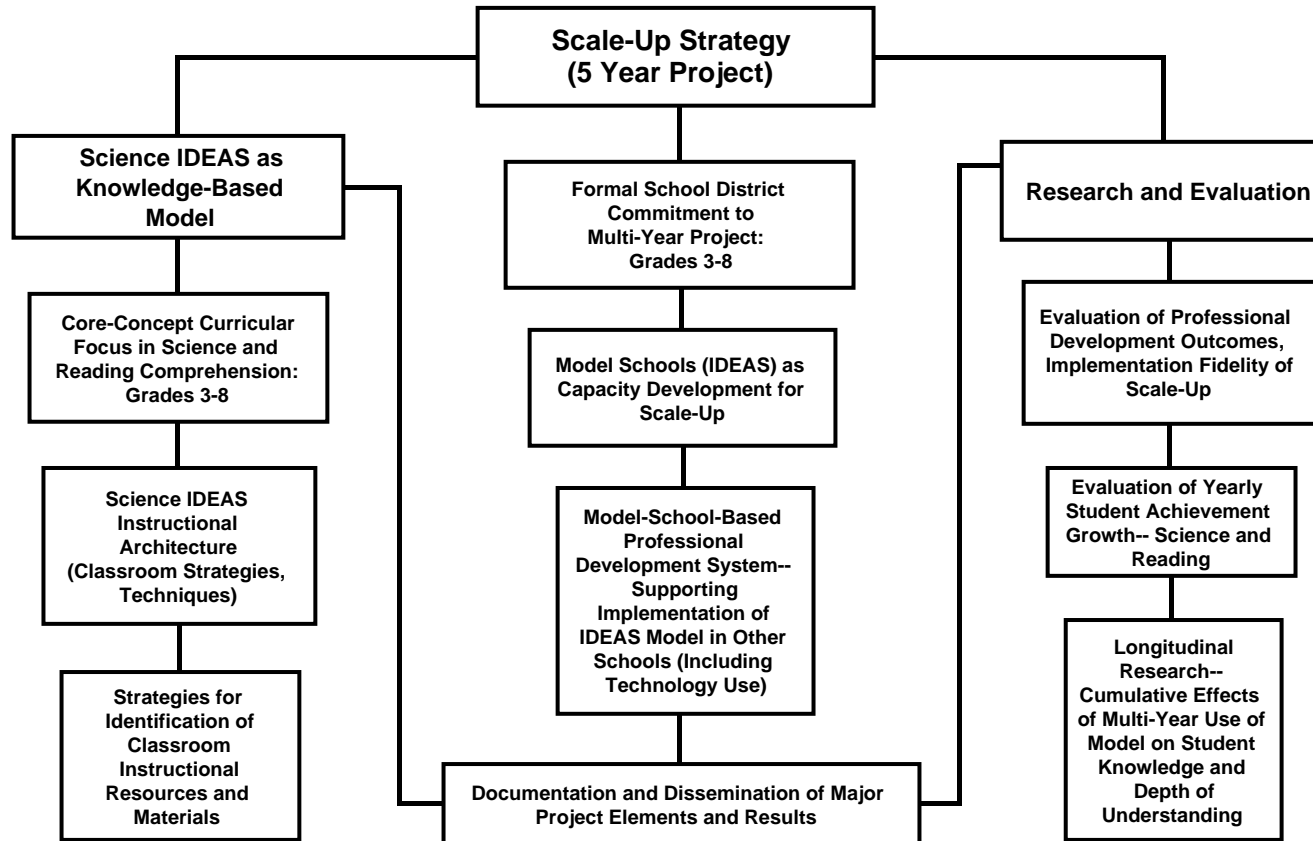 Scale-Up Strategy
(5 Year Project)
Science IDEAS as
Knowledge-Based
Model
Core-Concept Curricular
Focus in Science and
Reading Comprehension:
Grades 3-8
Science IDEAS
Instructional
Architecture
(Classroom Strategies,
Techniques)
Strategies for
Identification of
Classroom
Instructional
Resources and
Materials
Formal School District
Commitment to
Multi-Year Project:
Grades 3-8
Model Schools (IDEAS) as
Capacity Development for
Scale-Up
Model-School-Based
Professional
Development System--
Supporting
Implementation of
IDEAS Model in Other
Schools (Including
Technology Use)
Documentation and Dissemination of Major
Project Elements and Results
Research and Evaluation
Evaluation of Professional
Development Outcomes,
Implementation Fidelity of
Scale-Up
Evaluation of Yearly
Student Achievement
Growth-- Science and
Reading
Longitudinal
Research--
Cumulative Effects
of Multi-Year Use of
Model on Student
Knowledge and
Depth of
Understanding